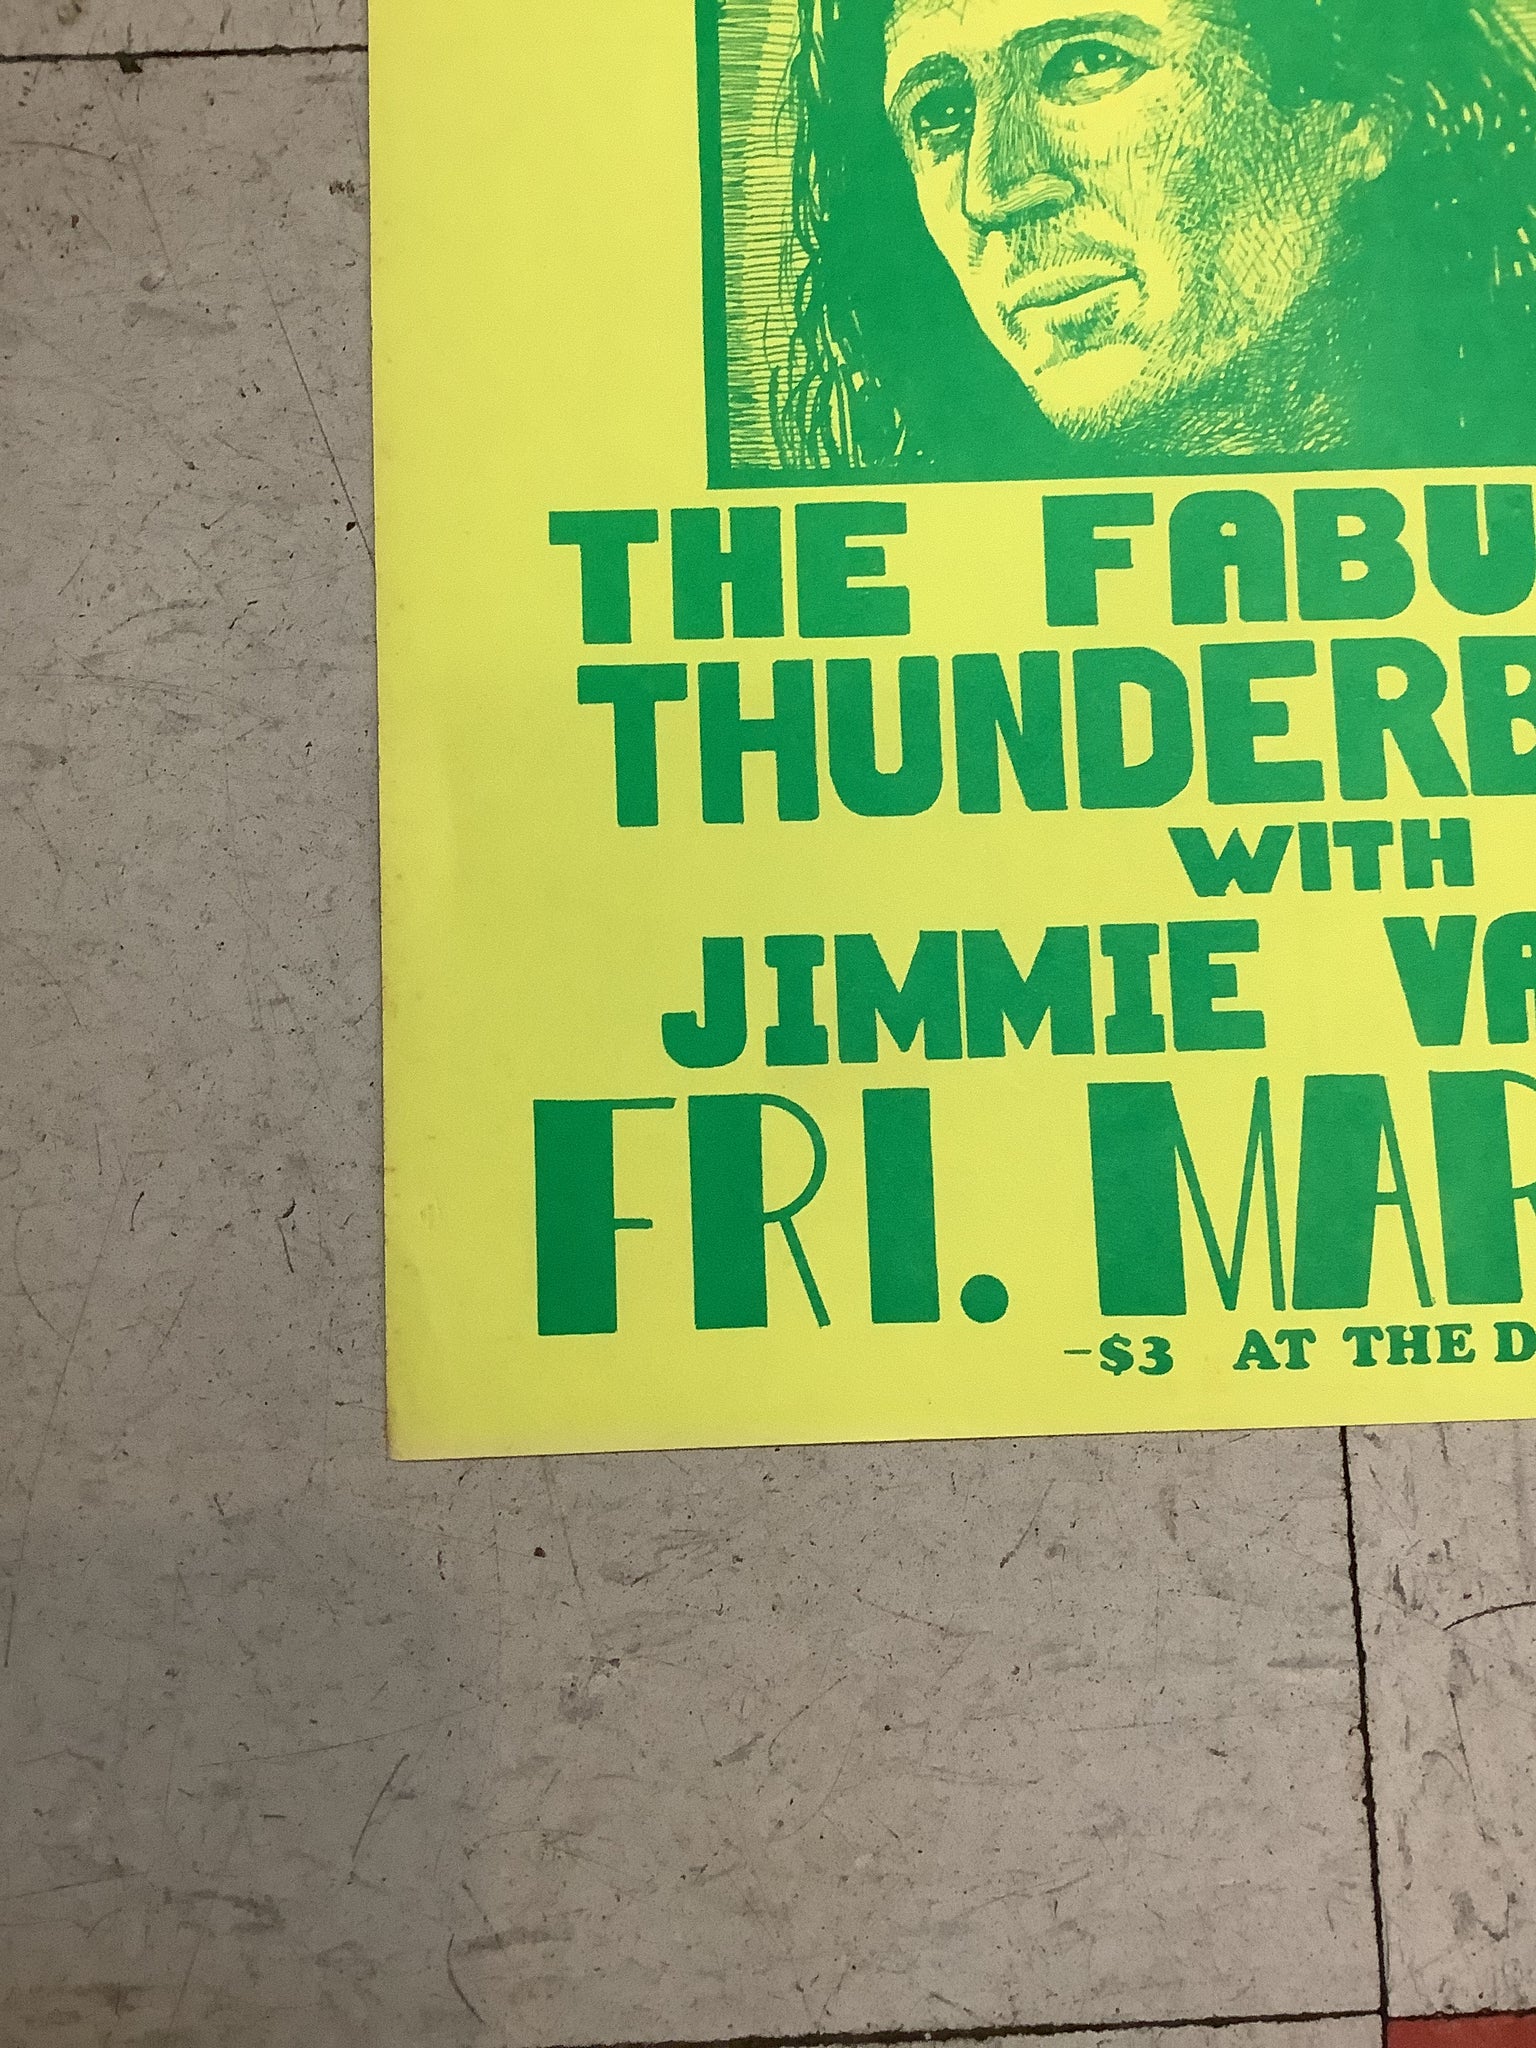 THE FABU
THUNDERB
WITH
JIMMIE VA
FRI. MAR
-$3 AT THE D